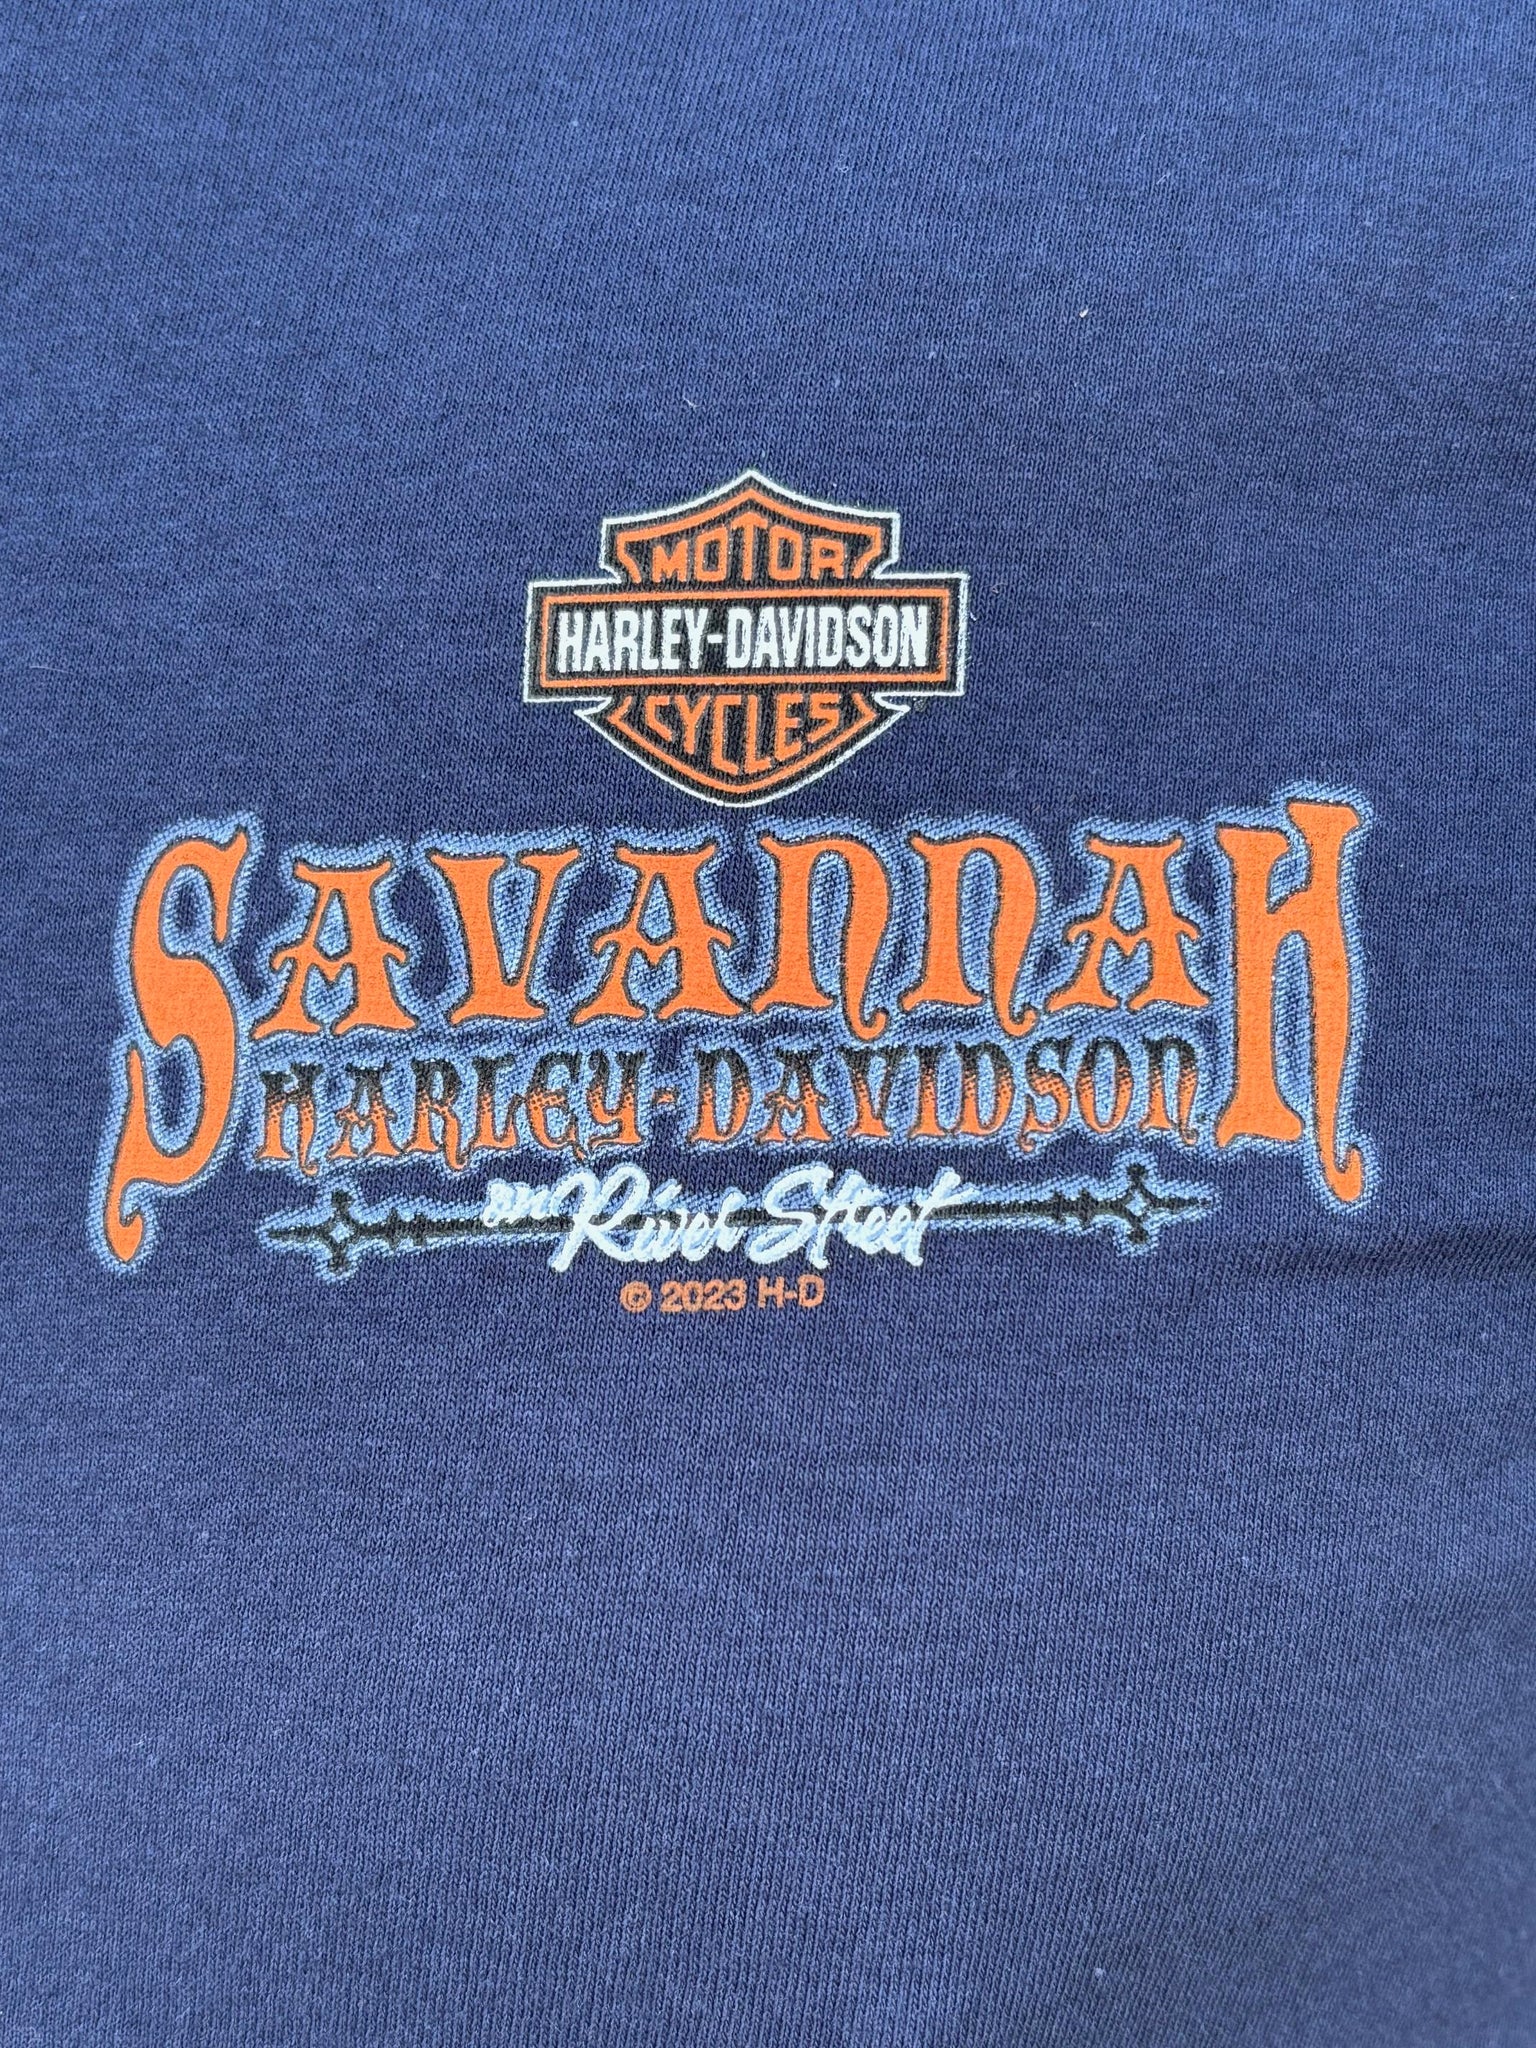 MOTOR
HARLEY-DAVIDSON
CYCLES
SAVANNAH
HARLEY-DAVIDSON
on River Street
© 2023 H-D